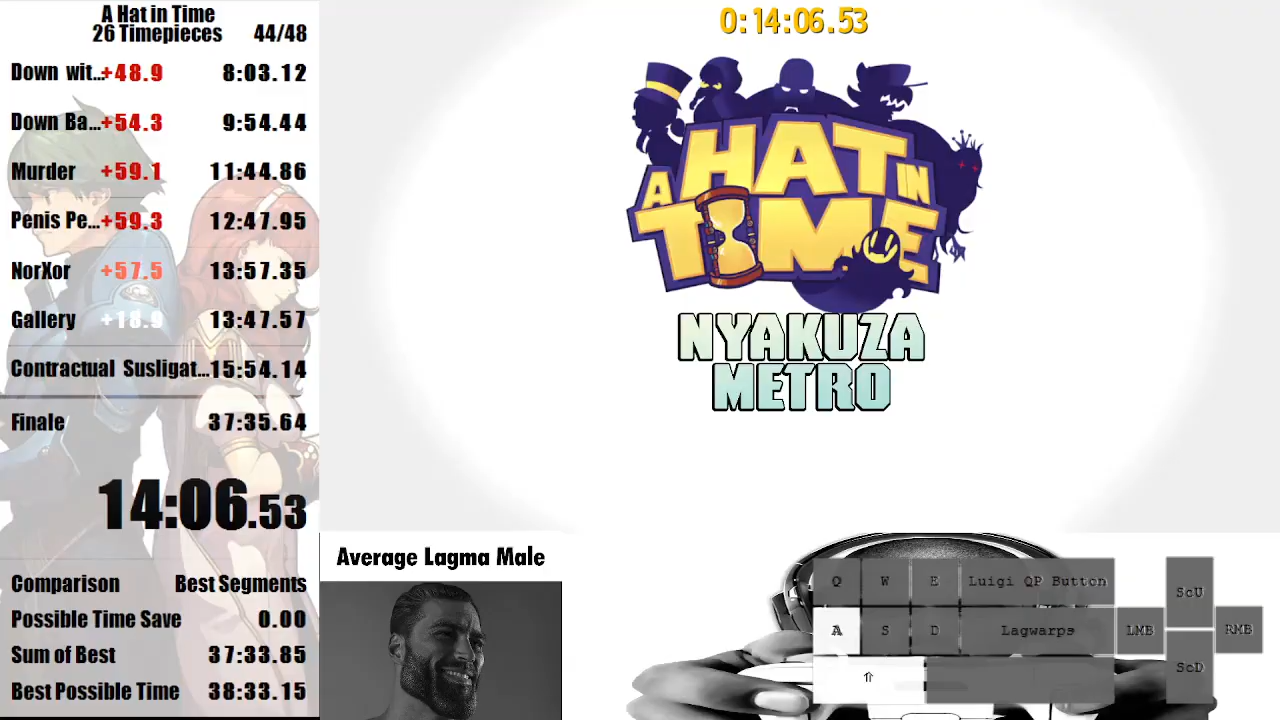 A Hat in Time
26 Timepieces 44/48
Down wit... +48.9 8:03.12
Down Ba... +54.3 9:54.44
Murder +59.1 11:44.86
Penis Pe... +59.3 12:47.95
NorXor +57.5 13:57.35
Gallery +18.9 13:47.57
Contractual Susligat... 15:54.14
Finale 37:35.64
14:06.53
Comparison Best Segments
Possible Time Save 0.00
Sum of Best 37:33.85
Best Possible Time 38:33.15
0:14:06.53
A HAT IN TIME
NYAKUZA
METRO
Average Lagma Male
Q W E Luigi QP Button ScU
A S D Lagwarps LMB RMB
⇧ ScD